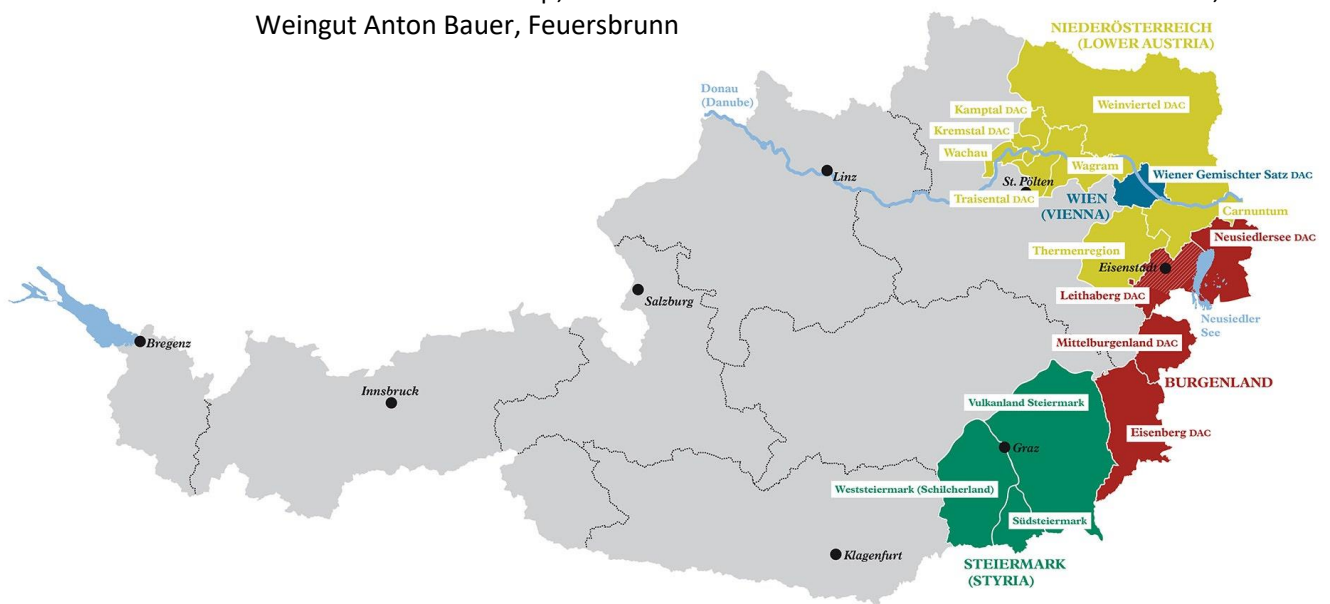 Weingut Anton Bauer, Feuersbrunn
NIEDERÖSTERREICH
(LOWER AUSTRIA)
Donau
(Danube)
Kamptal DAC
Weinviertel DAC
Kremstal DAC
Wachau
Wagram
Linz
St. Pölten
Wiener Gemischter Satz DAC
Traisental DAC
WIEN
(VIENNA)
Carnuntum
Neusiedlersee DAC
Thermenregion
Eisenstadt
Leithaberg DAC
Salzburg
Neusiedler
See
Bregenz
Mittelburgenland DAC
Innsbruck
BURGENLAND
Vulkanland Steiermark
Eisenberg DAC
Graz
Weststeiermark (Schilcherland)
Südsteiermark
Klagenfurt
STEIERMARK
(STYRIA)